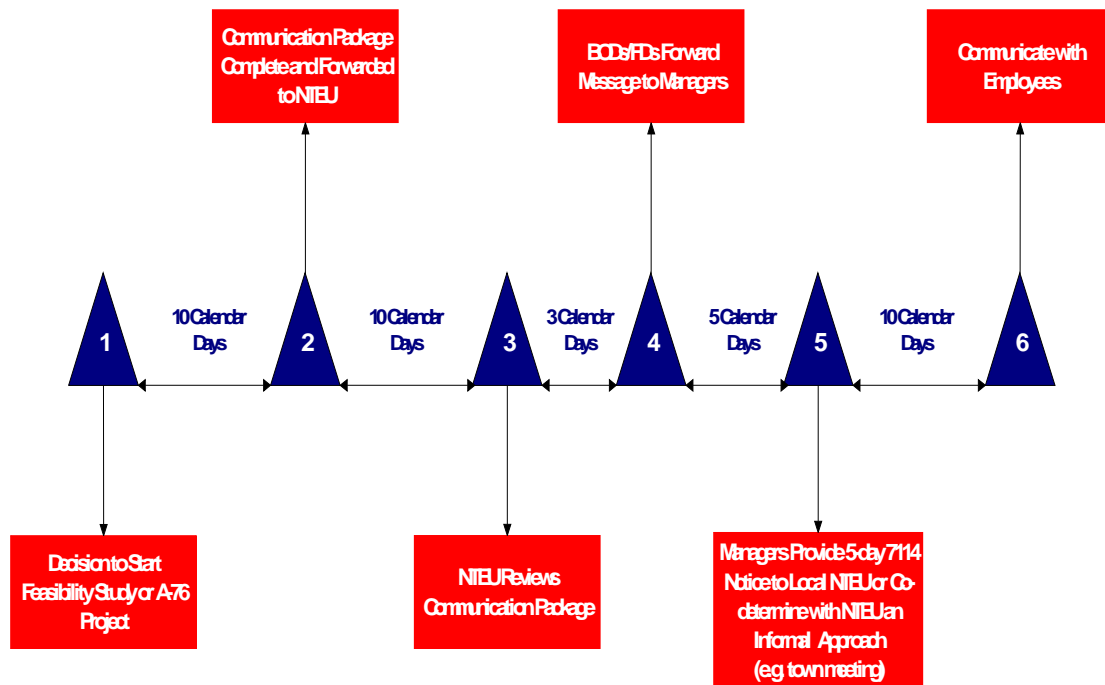 Communication Package
Complete and Forwarded
to NTEU
BODs/FDs Forward
Message to Managers
Communicate with
Employees
1
10 Calendar
Days
2
10 Calendar
Days
3
3 Calendar
Days
4
5 Calendar
Days
5
10 Calendar
Days
6
Decision to Start
Feasibility Study or A-76
Project
NTEU Reviews
Communication Package
Managers Provide 5-day 7114
Notice to Local NTEU or Co-
determine with NTEU an
Informal Approach
(e.g. town meeting)